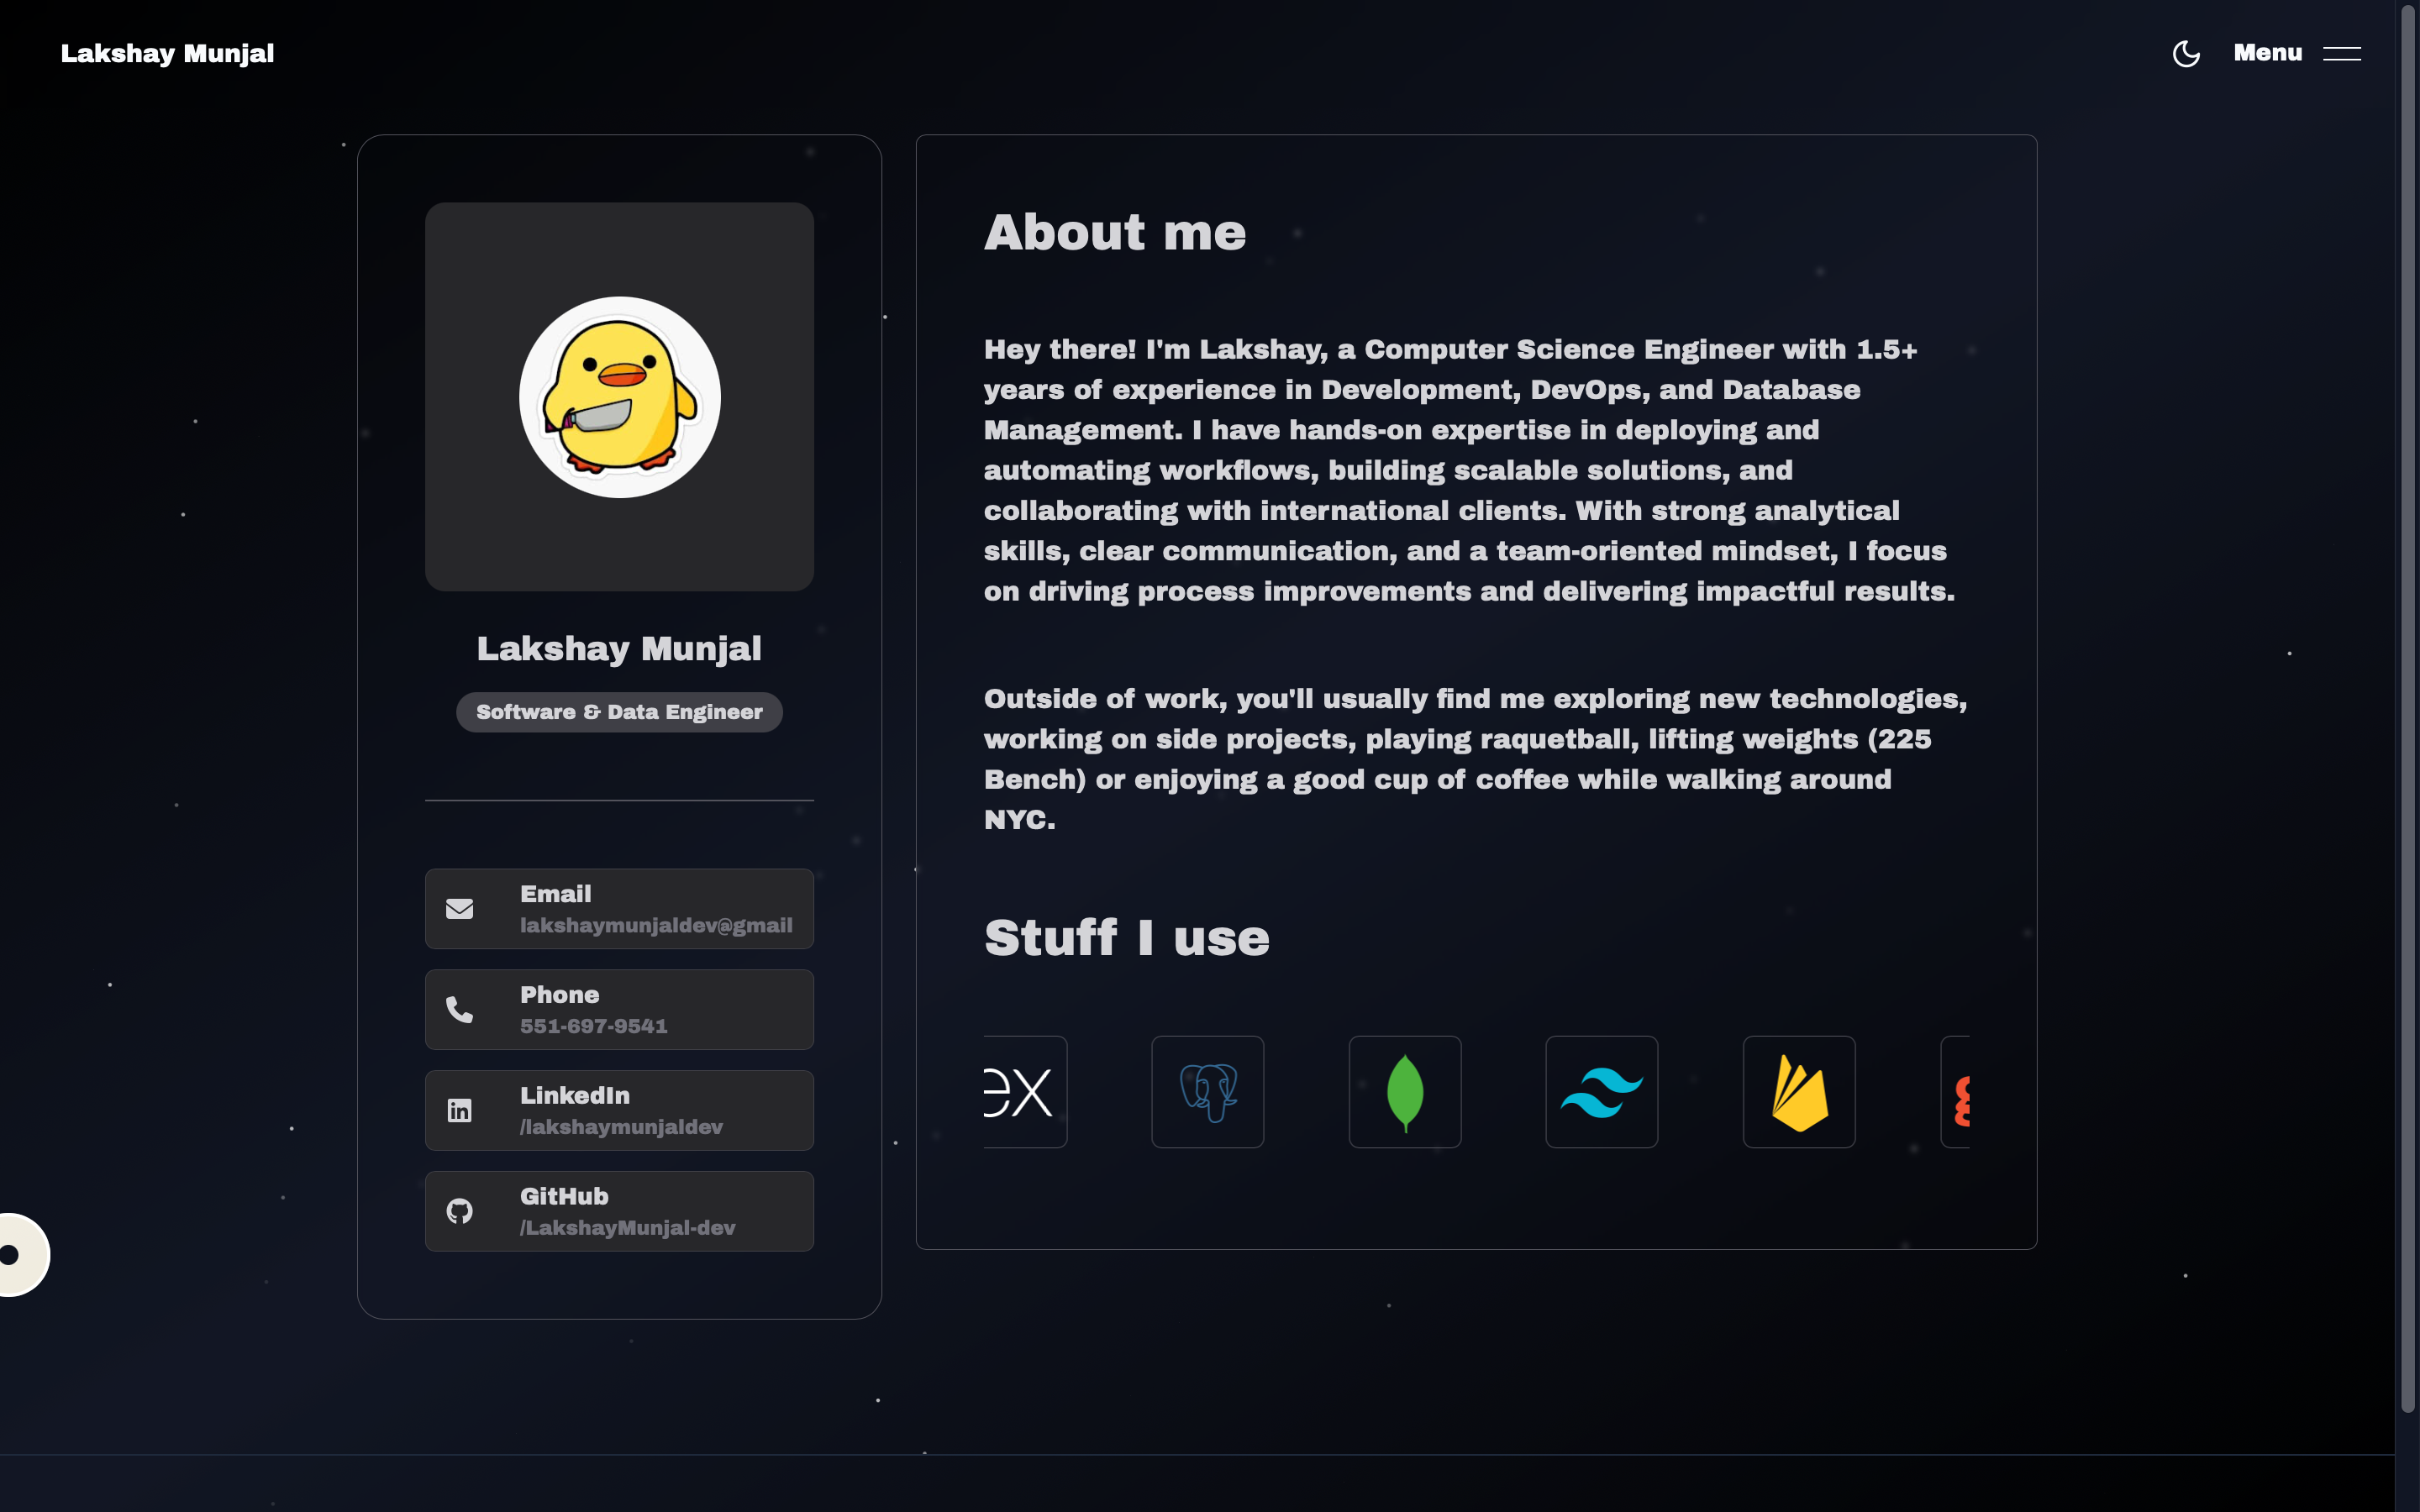 Lakshay Munjal
Menu
Lakshay Munjal
Software & Data Engineer
Email
lakshaymunjaldev@gmail
Phone
551-697-9541
LinkedIn
/lakshaymunjaldev
GitHub
/LakshayMunjal-dev
About me
Hey there! I'm Lakshay, a Computer Science Engineer with 1.5+
years of experience in Development, DevOps, and Database
Management. I have hands-on expertise in deploying and
automating workflows, building scalable solutions, and
collaborating with international clients. With strong analytical
skills, clear communication, and a team-oriented mindset, I focus
on driving process improvements and delivering impactful results.
Outside of work, you'll usually find me exploring new technologies,
working on side projects, playing raquetball, lifting weights (225
Bench) or enjoying a good cup of coffee while walking around
NYC.
Stuff I use
ex